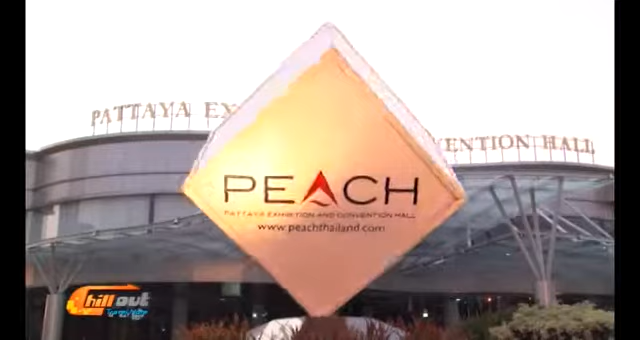 PATTAYA EX
VENTION HALL
PEACH
PATTAYA EXHIBITION AND CONVENTION HALL
www.peachthailand.com
Chill out